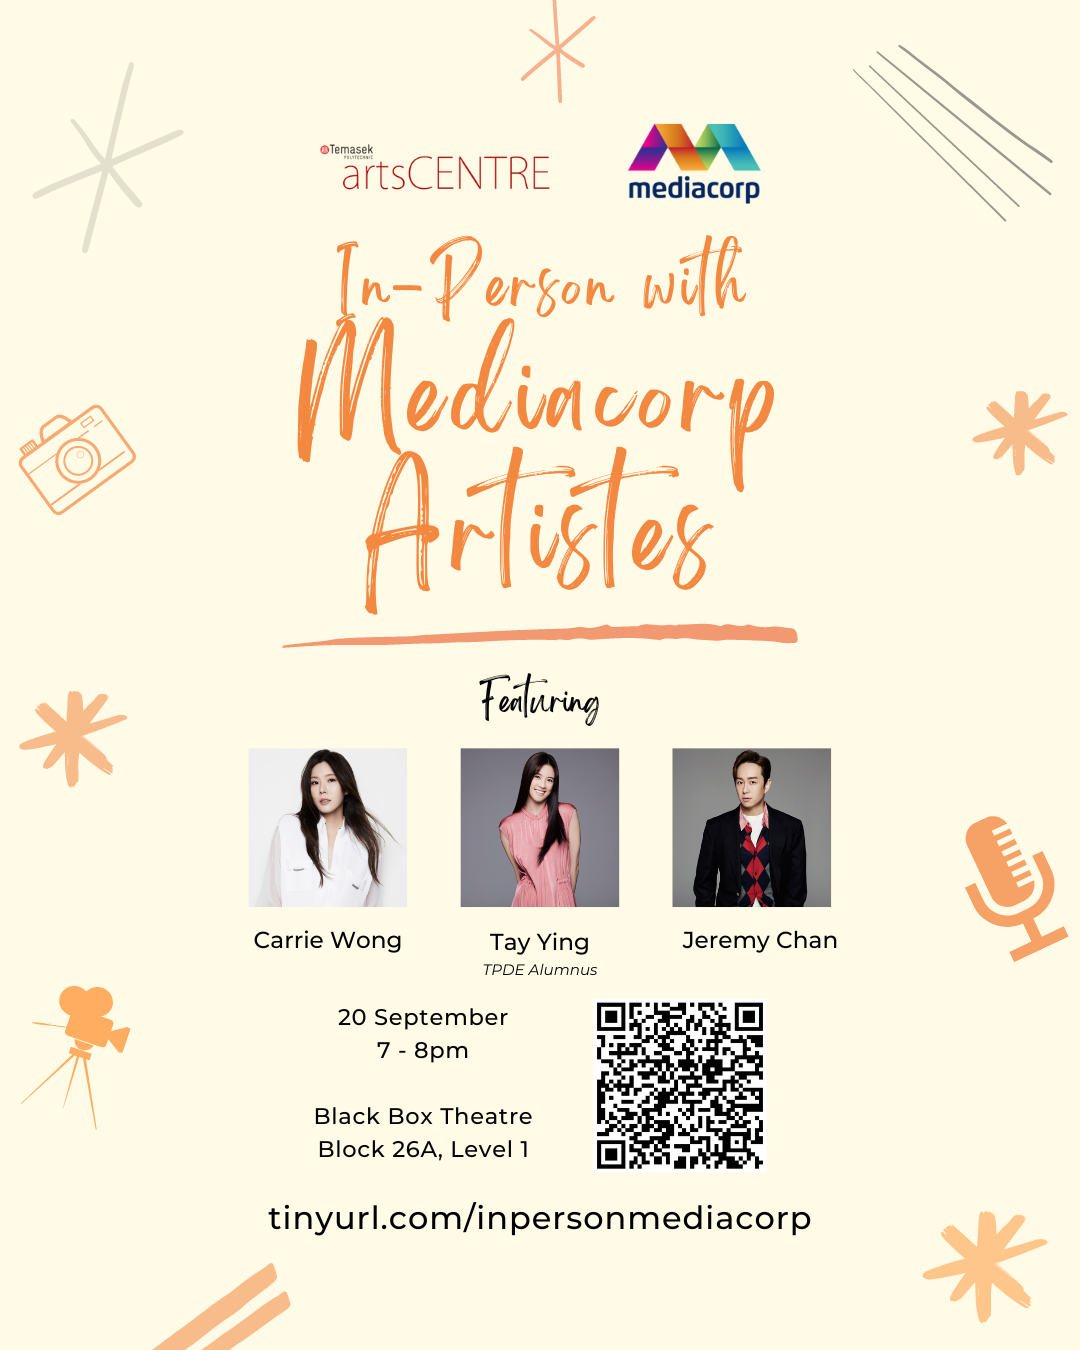 Temasek
POLYTECHNIC
artsCENTRE
mediacorp
In-Person with
Mediacorp
Artistes
Featuring
Carrie Wong
Tay Ying
TPDE Alumnus
Jeremy Chan
20 September
7 - 8pm
Black Box Theatre
Block 26A, Level 1
tinyurl.com/inpersonmediacorp